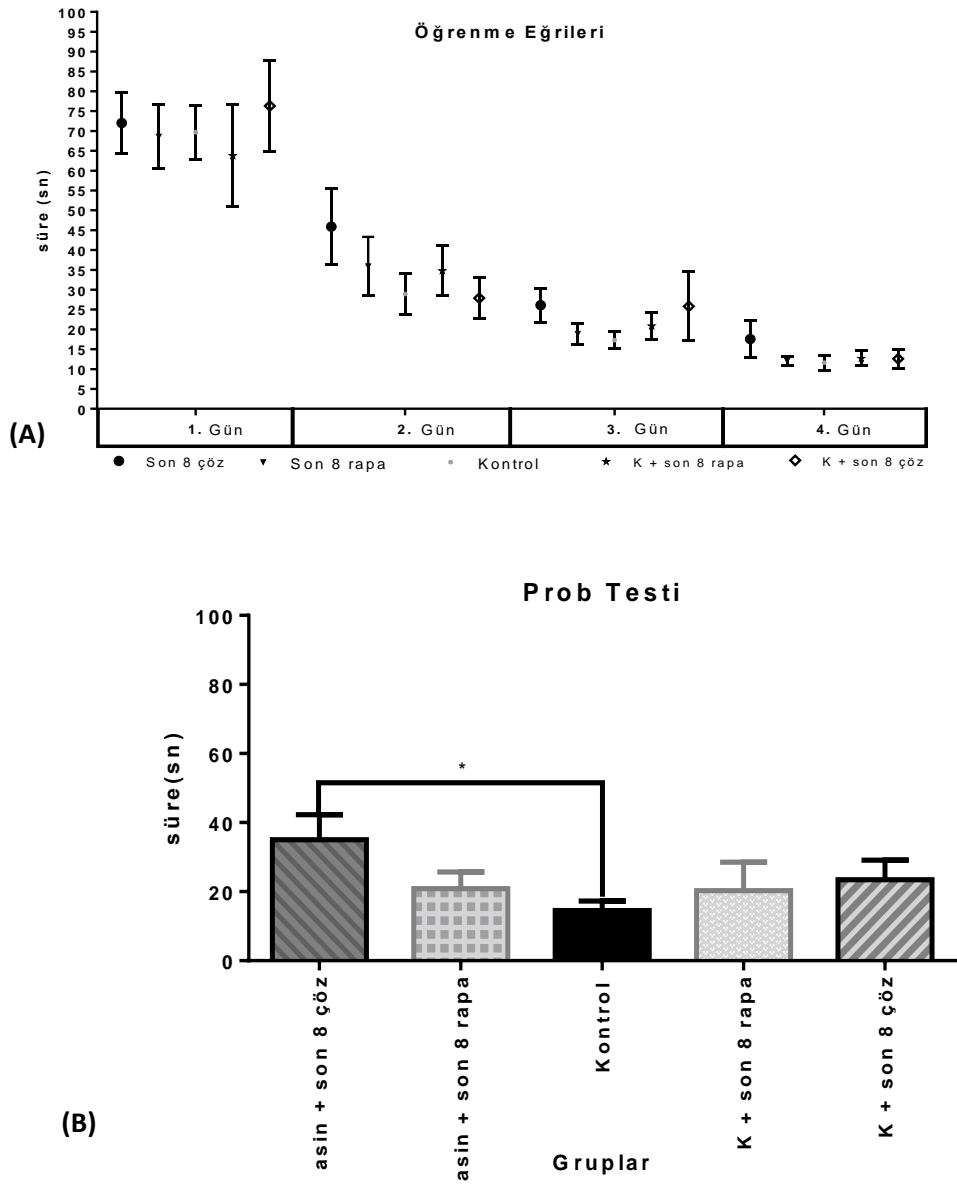 Öğrenme Eğrileri
süre (sn)
100
95
90
85
80
75
70
65
60
55
50
45
40
35
30
25
20
15
10
5
0
1. Gün 2. Gün 3. Gün 4. Gün
(A)
Son 8 çöz Son 8 rapa Kontrol K + son 8 rapa K + son 8 çöz
Prob Testi
süre(sn)
100
80
60
40
20
0
*
asin + son 8 çöz
asin + son 8 rapa
Kontrol
K + son 8 rapa
K + son 8 çöz
(B)
Gruplar